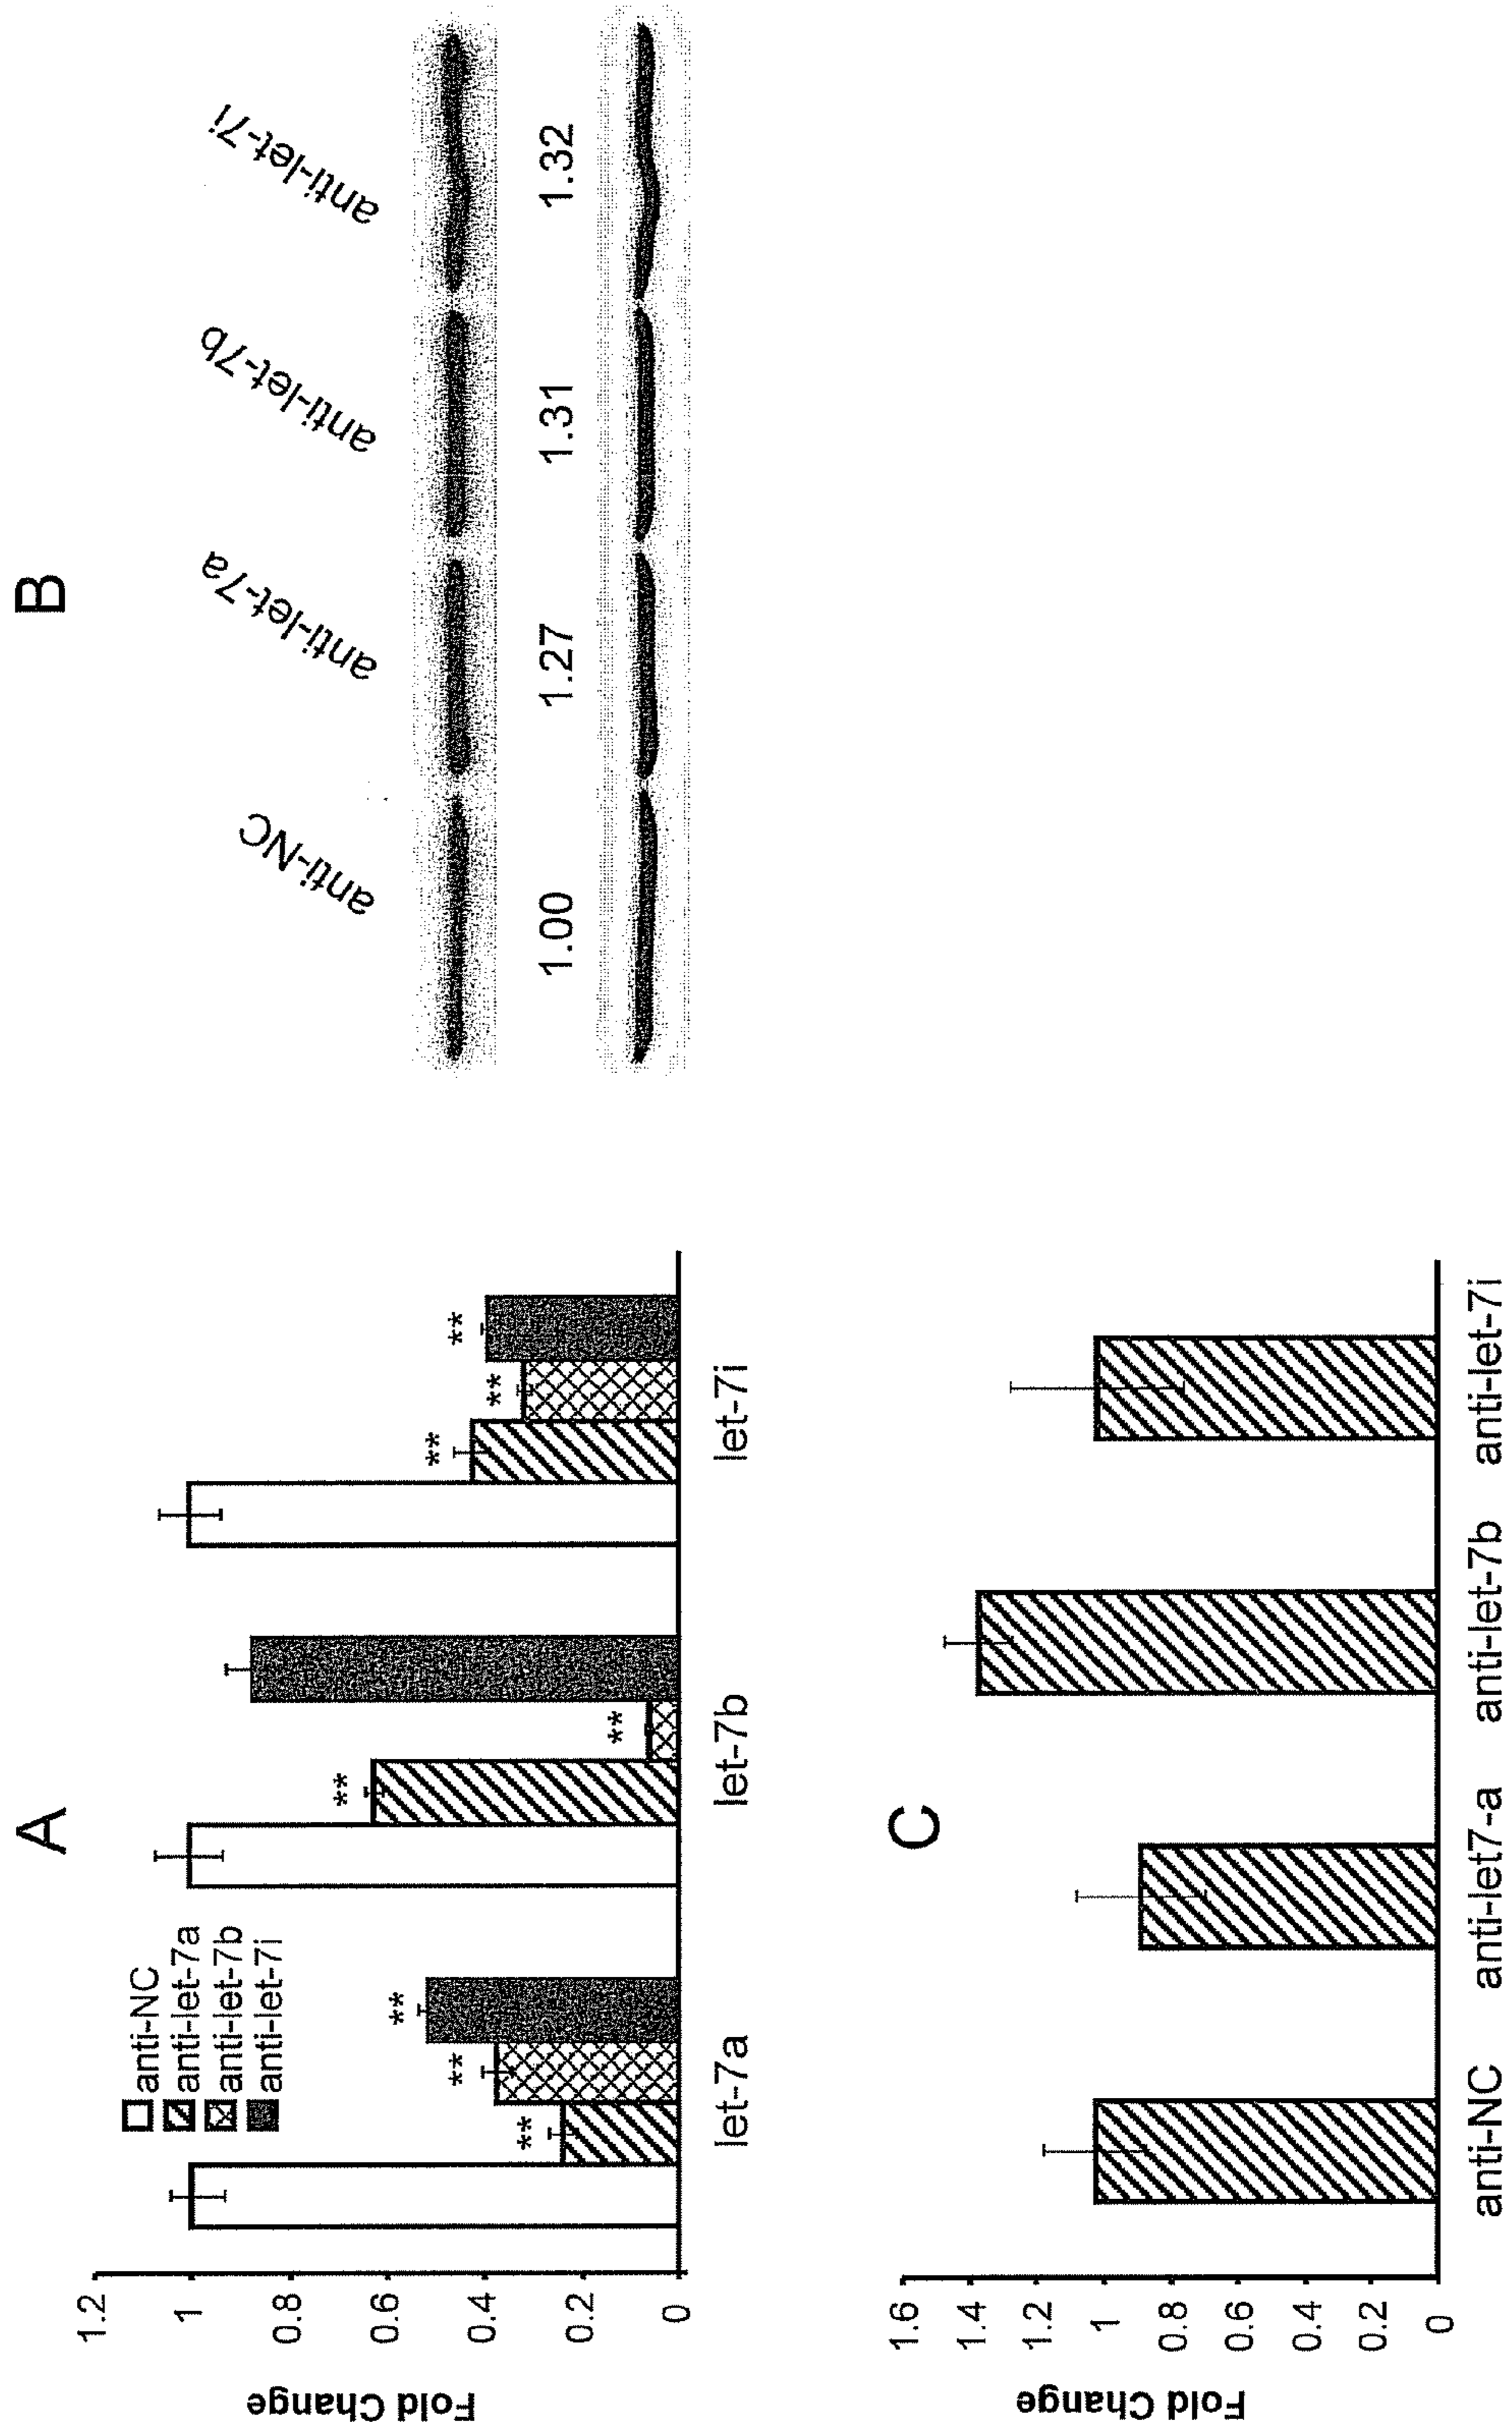 A
Fold Change
1.2
1
0.8
0.6
0.4
0.2
0
anti-NC
anti-let-7a
anti-let-7b
anti-let-7i
** ** **
** **
** ** **
let-7a let-7b let-7i
B
anti-NC anti-let-7a anti-let-7b anti-let-7i
1.00 1.27 1.31 1.32
C
Fold Change
1.6
1.4
1.2
1
0.8
0.6
0.4
0.2
0
anti-NC anti-let7-a anti-let-7b anti-let-7i